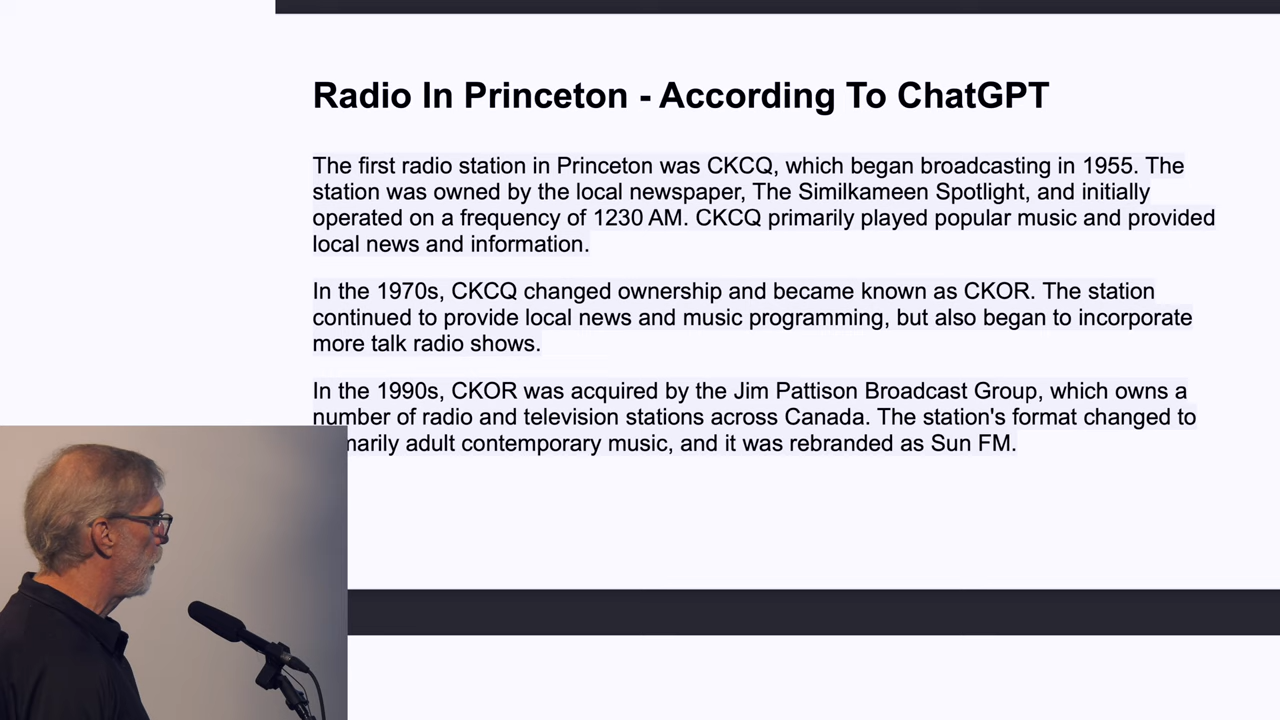 Radio In Princeton - According To ChatGPT
The first radio station in Princeton was CKCQ, which began broadcasting in 1955. The
station was owned by the local newspaper, The Similkameen Spotlight, and initially
operated on a frequency of 1230 AM. CKCQ primarily played popular music and provided
local news and information.
In the 1970s, CKCQ changed ownership and became known as CKOR. The station
continued to provide local news and music programming, but also began to incorporate
more talk radio shows.
In the 1990s, CKOR was acquired by the Jim Pattison Broadcast Group, which owns a
number of radio and television stations across Canada. The station's format changed to
adult contemporary music, and it was rebranded as Sun FM.